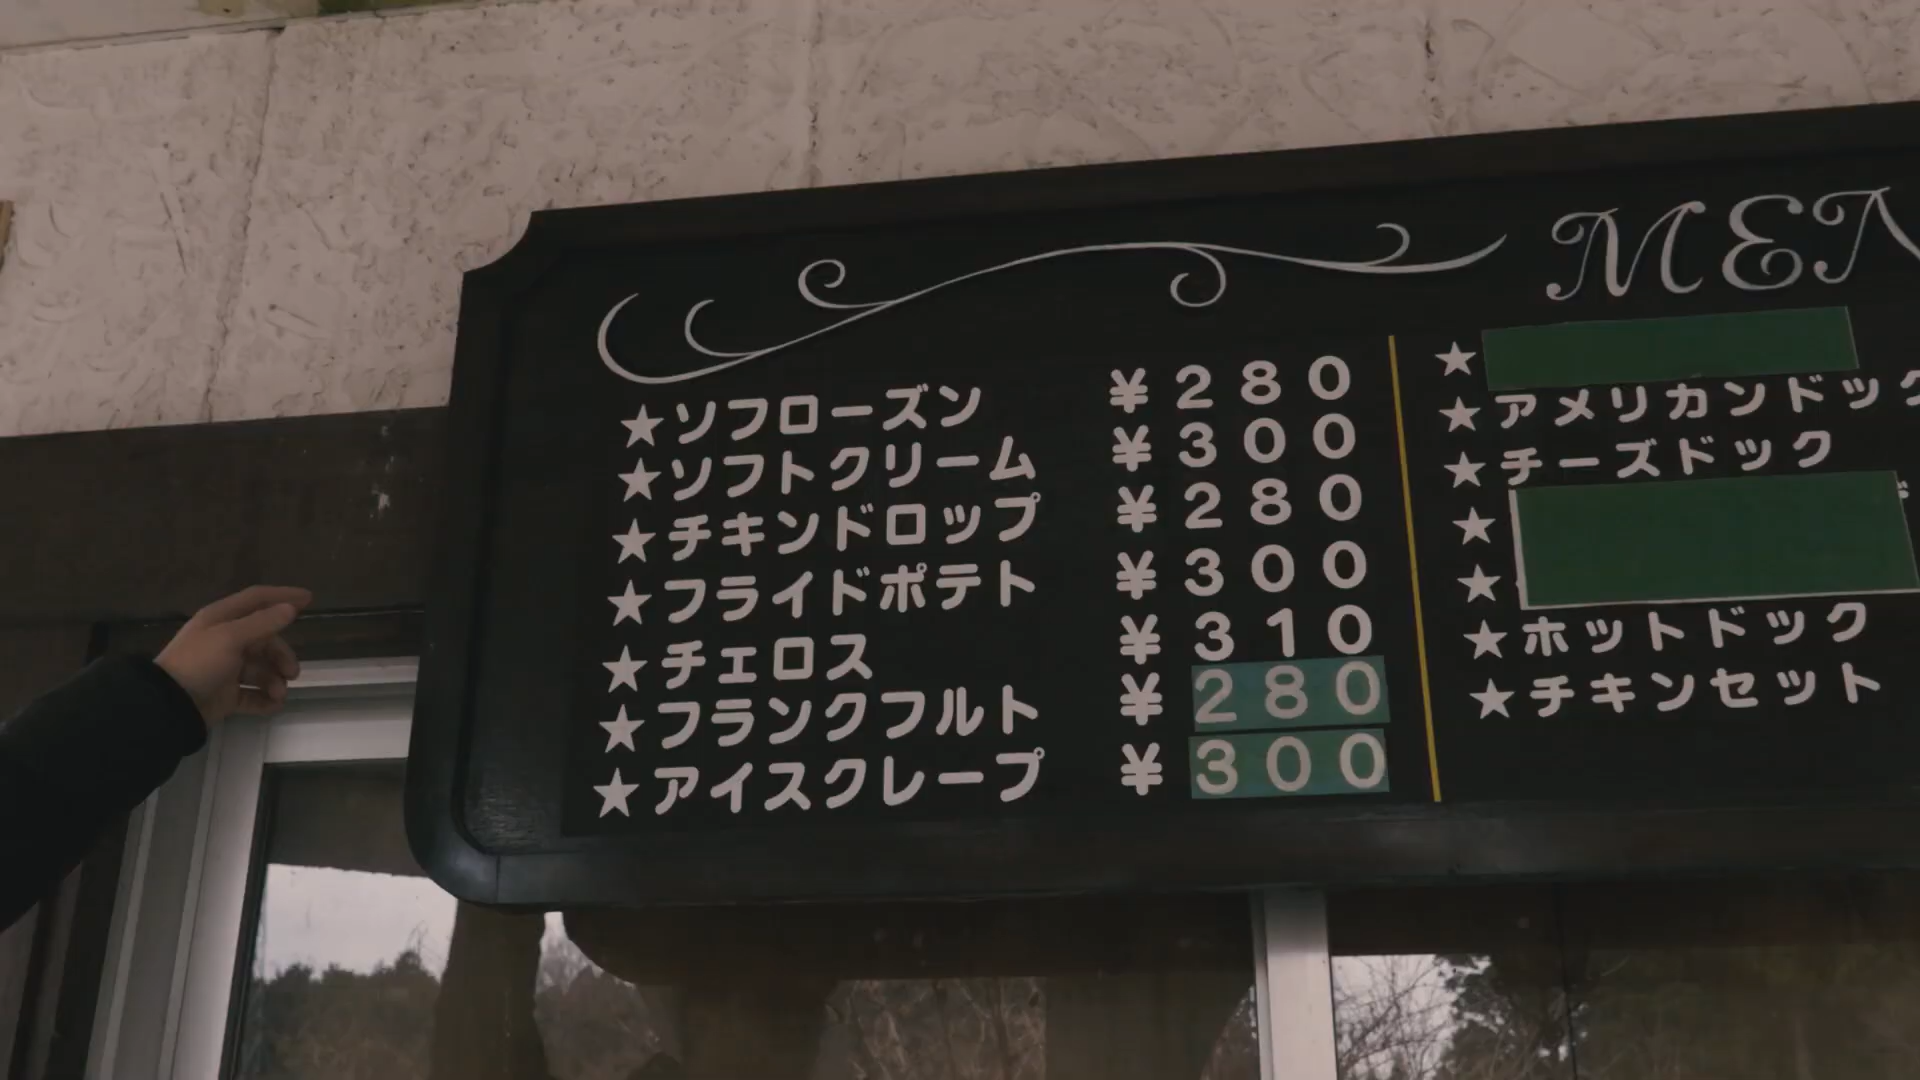 MEN
★ソフローズン ¥280
★ソフトクリーム ¥300
★チキンドロップ ¥280
★フライドポテト ¥300
★チェロス ¥310
★フランクフルト ¥280
★アイスクレープ ¥300
★
★アメリカンドック
★チーズドック
★
★
★ホットドック
★チキンセット